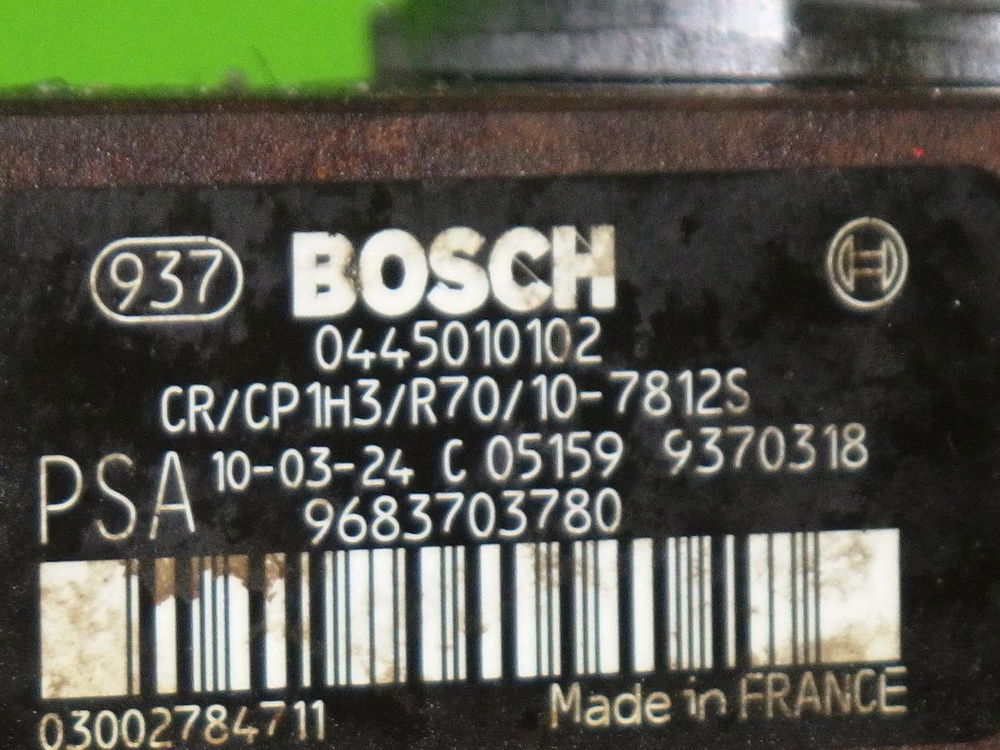 937 BOSCH
0445010102
CR/CP1H3/R70/10-7812S
PSA 10-03-24 C 05159 9370318
9683703780
03002784711
Made in FRANCE